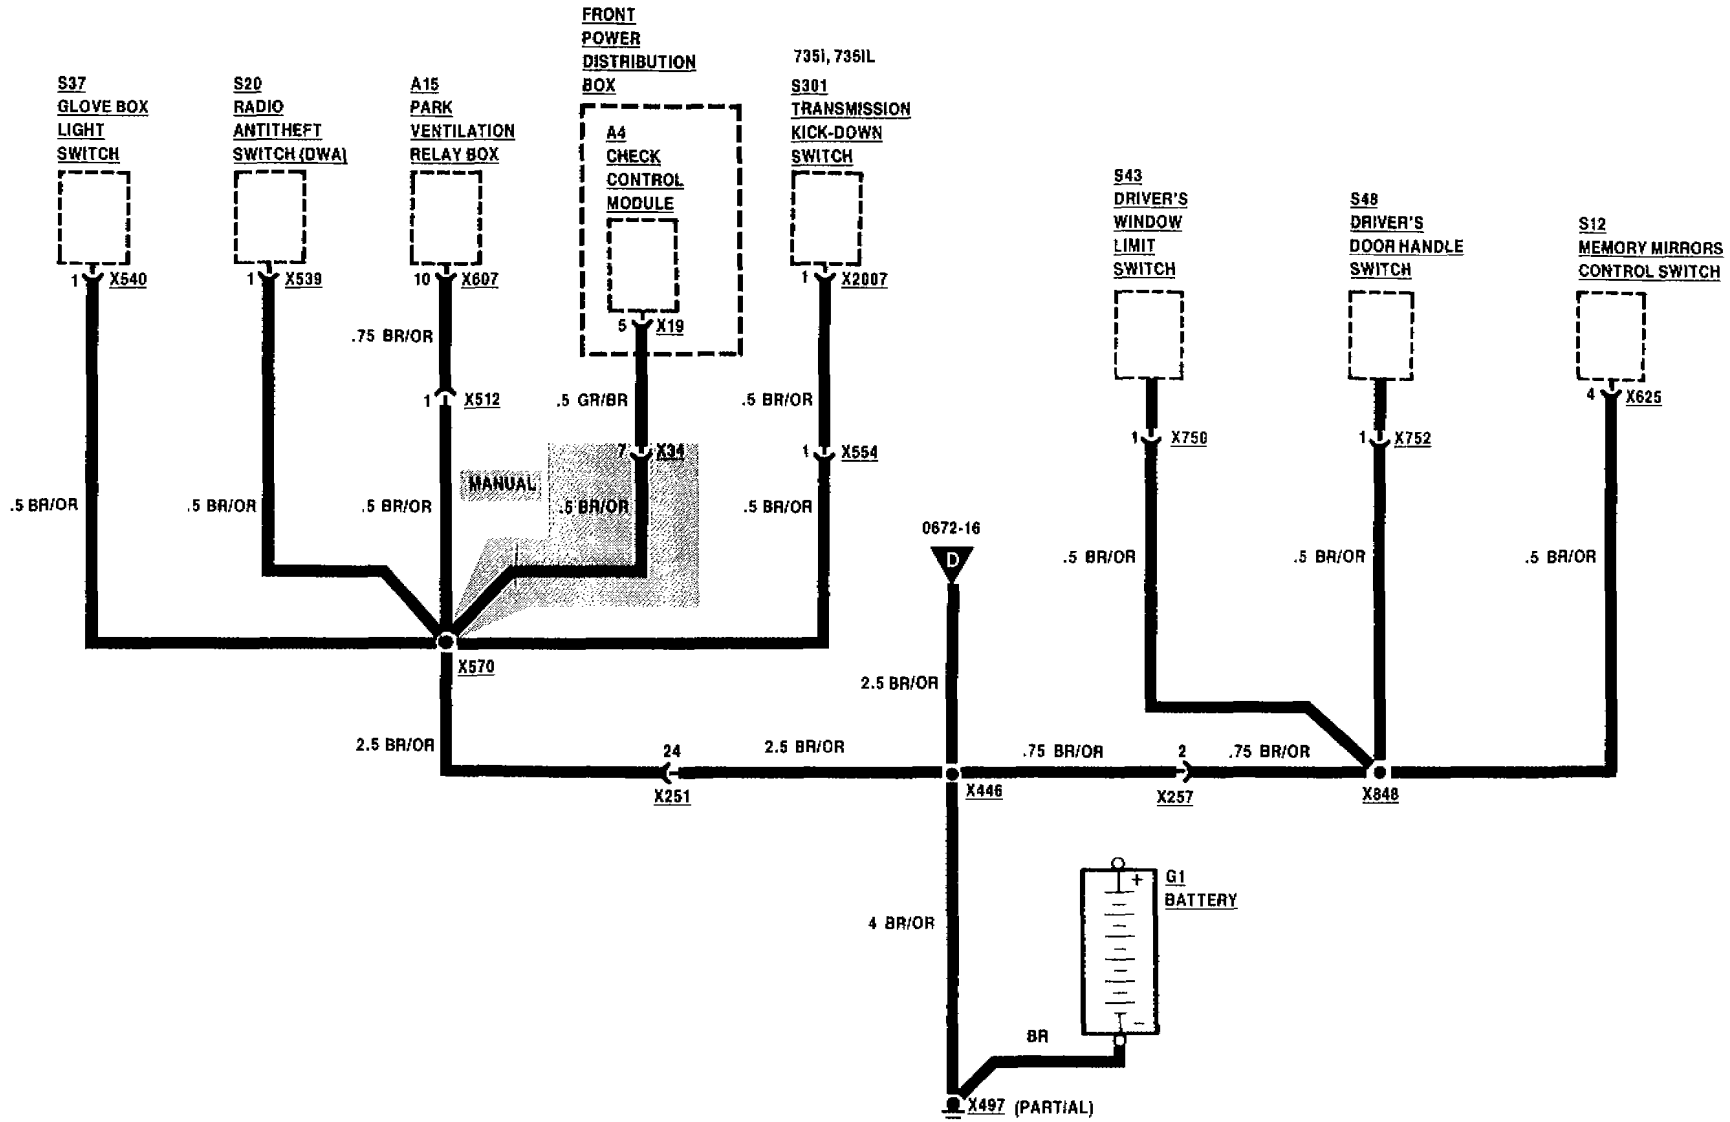 FRONT
POWER
DISTRIBUTION
BOX
735i, 735iL
S37
GLOVE BOX
LIGHT
SWITCH
S20
RADIO
ANTITHEFT
SWITCH (DWA)
A15
PARK
VENTILATION
RELAY BOX
A4
CHECK
CONTROL
MODULE
S301
TRANSMISSION
KICK-DOWN
SWITCH
S43
DRIVER'S
WINDOW
LIMIT
SWITCH
S48
DRIVER'S
DOOR HANDLE
SWITCH
S12
MEMORY MIRRORS
CONTROL SWITCH
1 X540
1 X539
10 X607
5 X19
1 X2007
.75 BR/OR
1 X512
.5 GR/BR
.5 BR/OR
4 X625
7 X34
1 X554
1 X750
1 X752
MANUAL
.5 BR/OR
.5 BR/OR
.5 BR/OR
.5 BR/OR
.5 BR/OR
0672-16
D
.5 BR/OR
.5 BR/OR
.5 BR/OR
X570
2.5 BR/OR
2.5 BR/OR
24
2.5 BR/OR
.75 BR/OR
2
.75 BR/OR
X251
X446
X257
X848
G1
BATTERY
+
4 BR/OR
–
BR
X497 (PARTIAL)